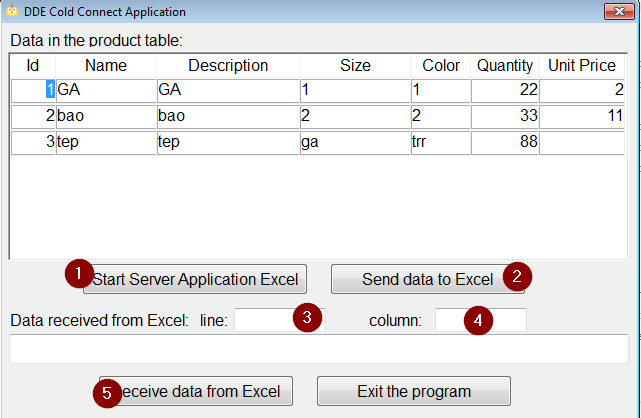 DDE Cold Connect Application
Data in the product table:
Id Name Description Size Color Quantity Unit Price
1 GA GA 1 1 22 2
2 bao bao 2 2 33 11
3 tep tep ga trr 88
1 Start Server Application Excel Send data to Excel 2
Data received from Excel: line: 3 column: 4
5 eceive data from Excel Exit the program